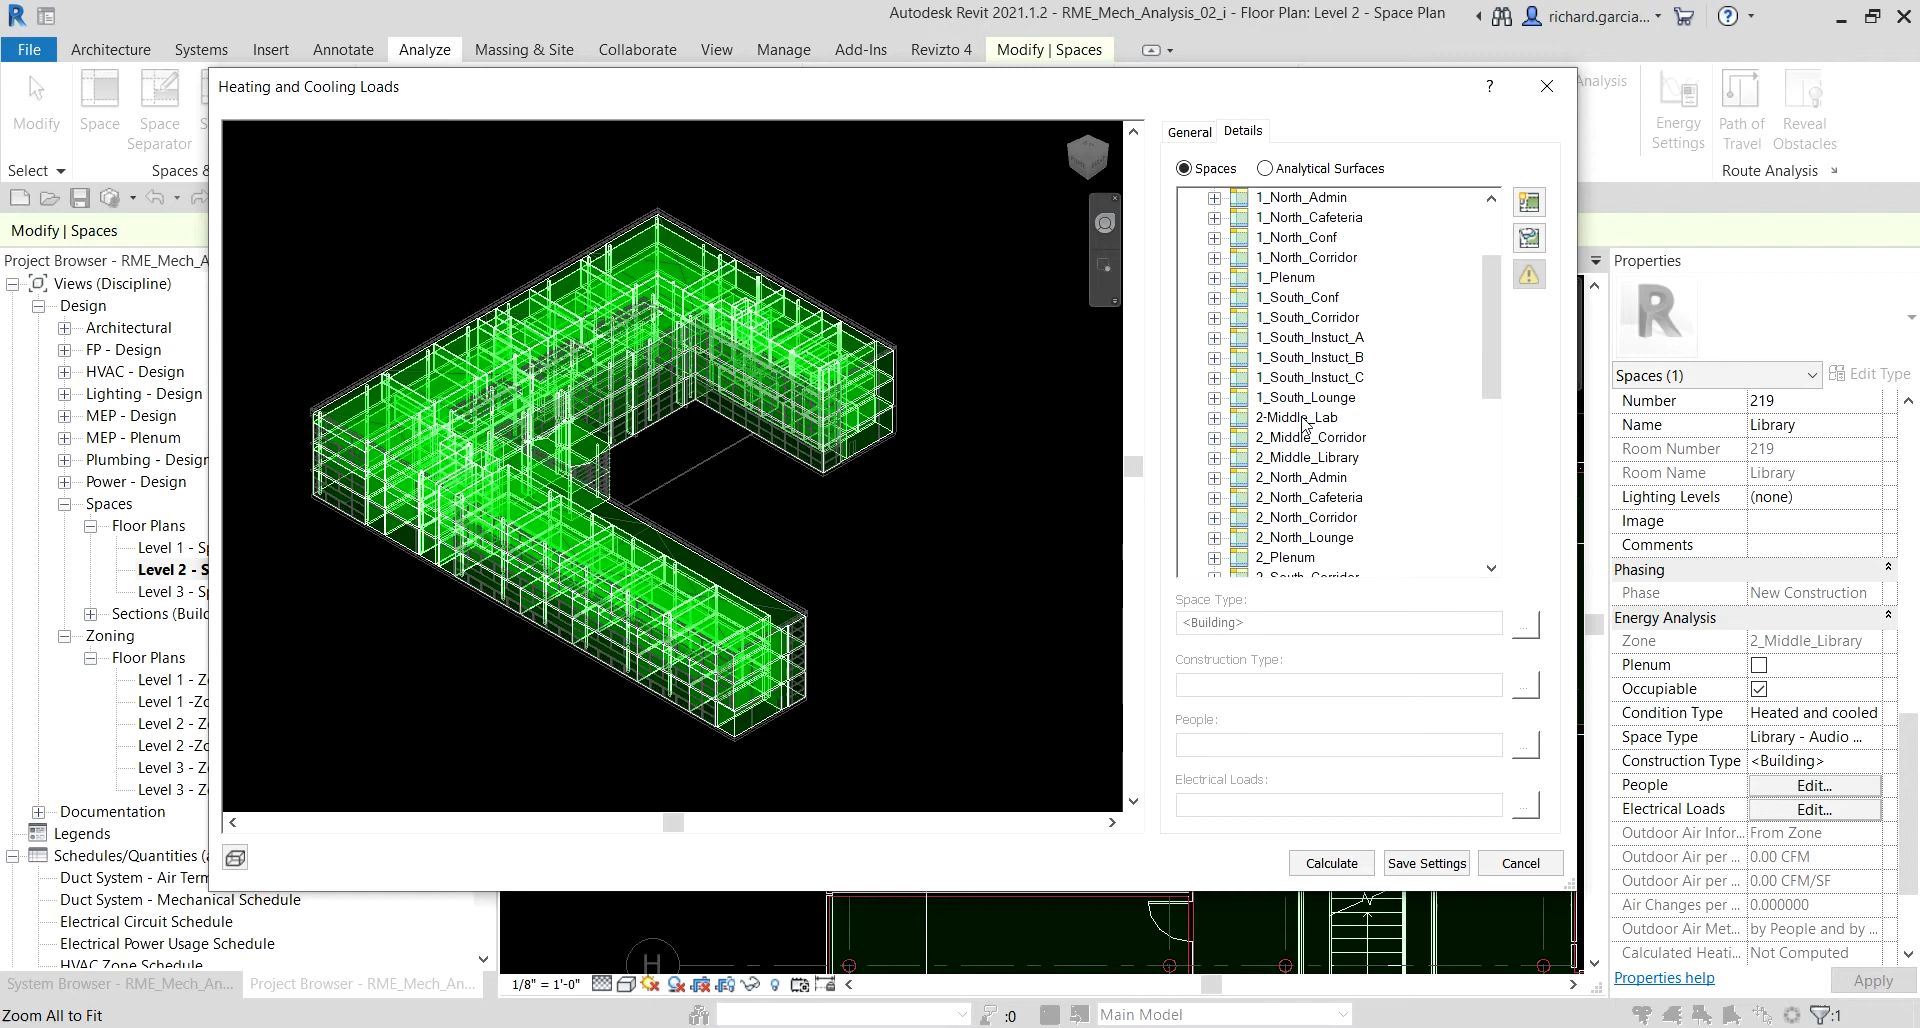 Autodesk Revit 2021.1.2 - RME_Mech_Analysis_02_i - Floor Plan: Level 2 - Space Plan
richard.garcia...
File Architecture Systems Insert Annotate Analyze Massing & Site Collaborate View Manage Add-Ins Revizto 4 Modify | Spaces
Modify
Space
Space Separator
Select
Spaces &
Analysis
Energy Settings
Path of Travel
Reveal Obstacles
Route Analysis
Modify | Spaces
Project Browser - RME_Mech_A
Views (Discipline)
Design
Architectural
FP - Design
HVAC - Design
Lighting - Design
MEP - Design
MEP - Plenum
Plumbing - Design
Power - Design
Spaces
Floor Plans
Level 1 - Sp
Level 2 - S
Level 3 - Sp
Sections (Build
Zoning
Floor Plans
Level 1 - Z
Level 1 -Zo
Level 2 - Z
Level 2 -Zo
Level 3 - Z
Level 3 - Z
Documentation
Legends
Schedules/Quantities (a
Duct System - Air Term
Duct System - Mechanical Schedule
Electrical Circuit Schedule
Electrical Power Usage Schedule
HVAC Zone Schedule
System Browser - RME_Mech_An...
Project Browser - RME_Mech_An...
Zoom All to Fit
Heating and Cooling Loads
?
General Details
Spaces Analytical Surfaces
1_North_Admin
1_North_Cafeteria
1_North_Conf
1_North_Corridor
1_Plenum
1_South_Conf
1_South_Corridor
1_South_Instuct_A
1_South_Instuct_B
1_South_Instuct_C
1_South_Lounge
2-Middle_Lab
2_Middle_Corridor
2_Middle_Library
2_North_Admin
2_North_Cafeteria
2_North_Corridor
2_North_Lounge
2_Plenum
2_South_Corridor
Space Type:
<Building>
...
Construction Type:
...
People:
...
Electrical Loads:
...
Calculate Save Settings Cancel
H
1/8" = 1'-0"
:0
Main Model
:1
Properties
R
Spaces (1) Edit Type
Number 219
Name Library
Room Number 219
Room Name Library
Lighting Levels (none)
Image
Comments
Phasing
Phase New Construction
Energy Analysis
Zone 2_Middle_Library
Plenum
Occupiable
Condition Type Heated and cooled
Space Type Library - Audio ...
Construction Type <Building>
People Edit...
Electrical Loads Edit...
Outdoor Air Infor... From Zone
Outdoor Air per ... 0.00 CFM
Outdoor Air per ... 0.00 CFM/SF
Air Changes per ... 0.000000
Outdoor Air Met... by People and by ...
Calculated Heati... Not Computed
Properties help Apply